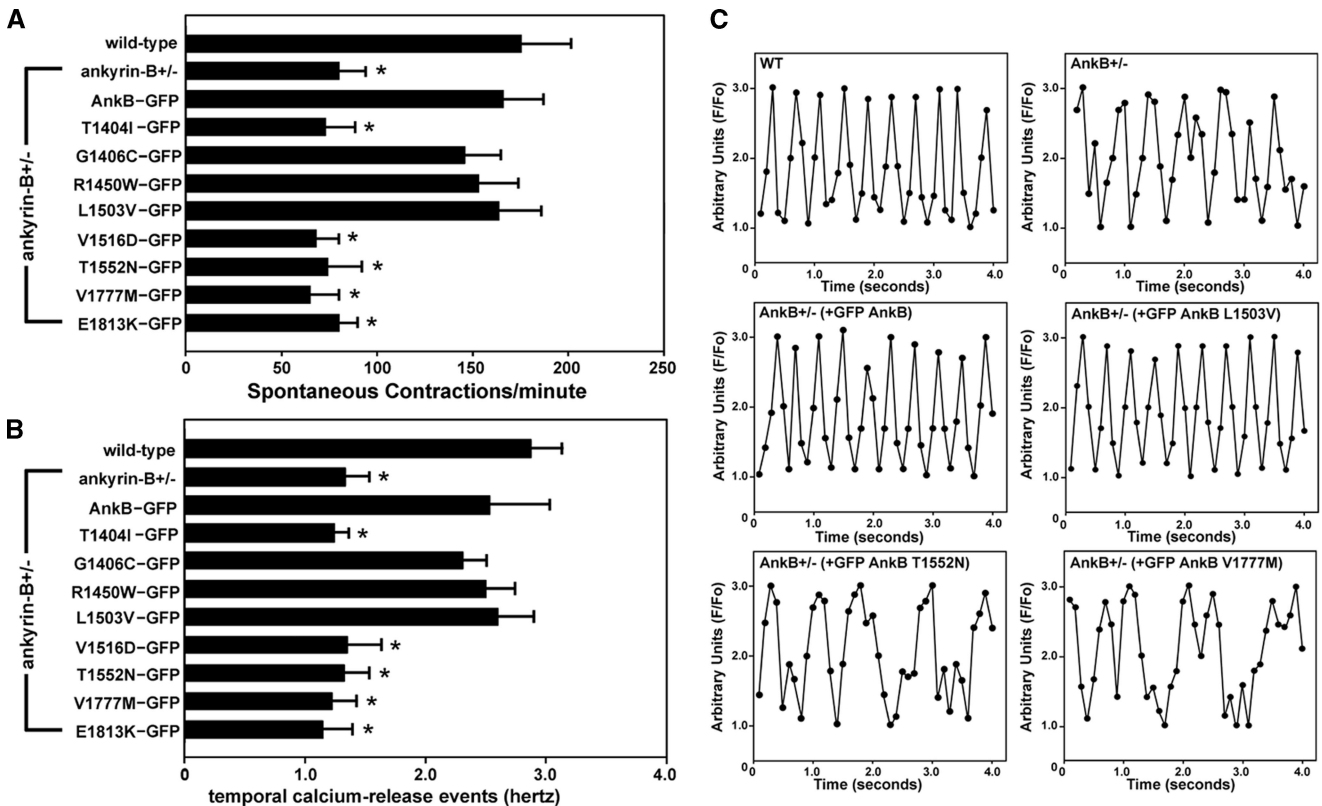 A
wild-type
ankyrin-B+/-
AnkB-GFP
T1404I-GFP
G1406C-GFP
R1450W-GFP
L1503V-GFP
V1516D-GFP
T1552N-GFP
V1777M-GFP
E1813K-GFP
ankyrin-B+/-
*
*
*
*
*
*
0 50 100 150 200 250
Spontaneous Contractions/minute
B
wild-type
ankyrin-B+/-
AnkB-GFP
T1404I-GFP
G1406C-GFP
R1450W-GFP
L1503V-GFP
V1516D-GFP
T1552N-GFP
V1777M-GFP
E1813K-GFP
ankyrin-B+/-
*
*
*
*
*
*
0 1.0 2.0 3.0 4.0
temporal calcium-release events (hertz)
C
WT
Arbitrary Units (F/Fo)
3.0
2.0
1.0
0
0 1.0 2.0 3.0 4.0
Time (seconds)
AnkB+/-
Arbitrary Units (F/Fo)
3.0
2.0
1.0
0
0 1.0 2.0 3.0 4.0
Time (seconds)
AnkB+/- (+GFP AnkB)
Arbitrary Units (F/Fo)
3.0
2.0
1.0
0
0 1.0 2.0 3.0 4.0
Time (seconds)
AnkB+/- (+GFP AnkB L1503V)
Arbitrary Units (F/Fo)
3.0
2.0
1.0
0
0 1.0 2.0 3.0 4.0
Time (seconds)
AnkB+/- (+GFP AnkB T1552N)
Arbitrary Units (F/Fo)
3.0
2.0
1.0
0
0 1.0 2.0 3.0 4.0
Time (seconds)
AnkB+/- (+GFP AnkB V1777M)
Arbitrary Units (F/Fo)
3.0
2.0
1.0
0
0 1.0 2.0 3.0 4.0
Time (seconds)